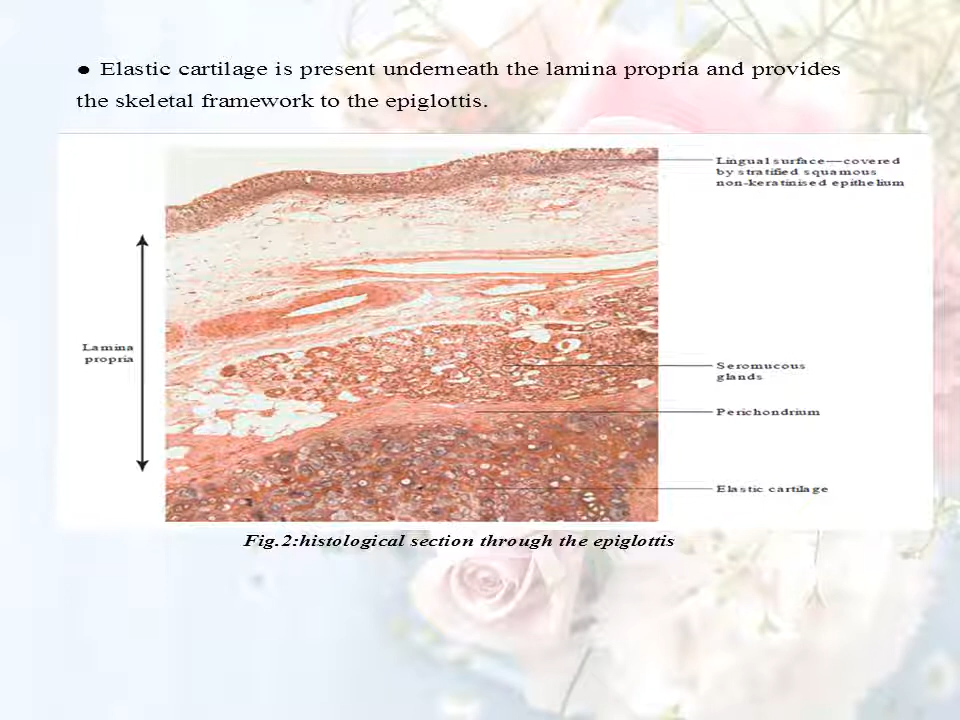 ● Elastic cartilage is present underneath the lamina propria and provides
the skeletal framework to the epiglottis.
Lingual surface—covered
by stratified squamous
non-keratinised epithelium
Lamina
propria
Seromucous
glands
Perichondrium
Elastic cartilage
Fig.2:histological section through the epiglottis